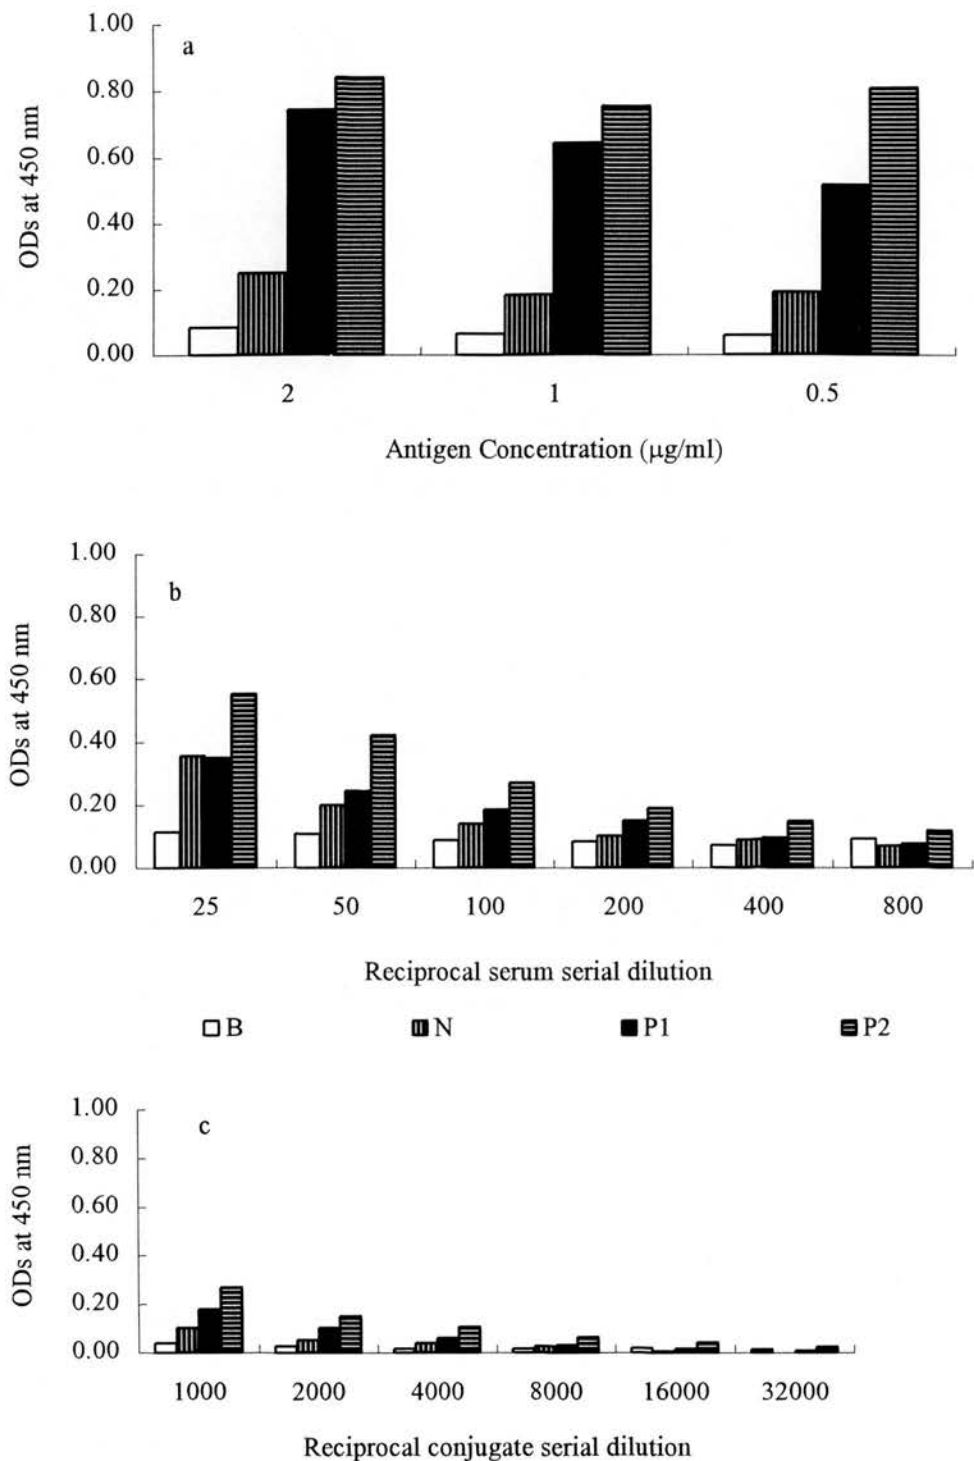 a
1.00
0.80
0.60
0.40
0.20
0.00
ODs at 450 nm
2 1 0.5
Antigen Concentration (µg/ml)
b
1.00
0.80
0.60
0.40
0.20
0.00
ODs at 450 nm
25 50 100 200 400 800
Reciprocal serum serial dilution
B N P1 P2
c
1.00
0.80
0.60
0.40
0.20
0.00
ODs at 450 nm
1000 2000 4000 8000 16000 32000
Reciprocal conjugate serial dilution